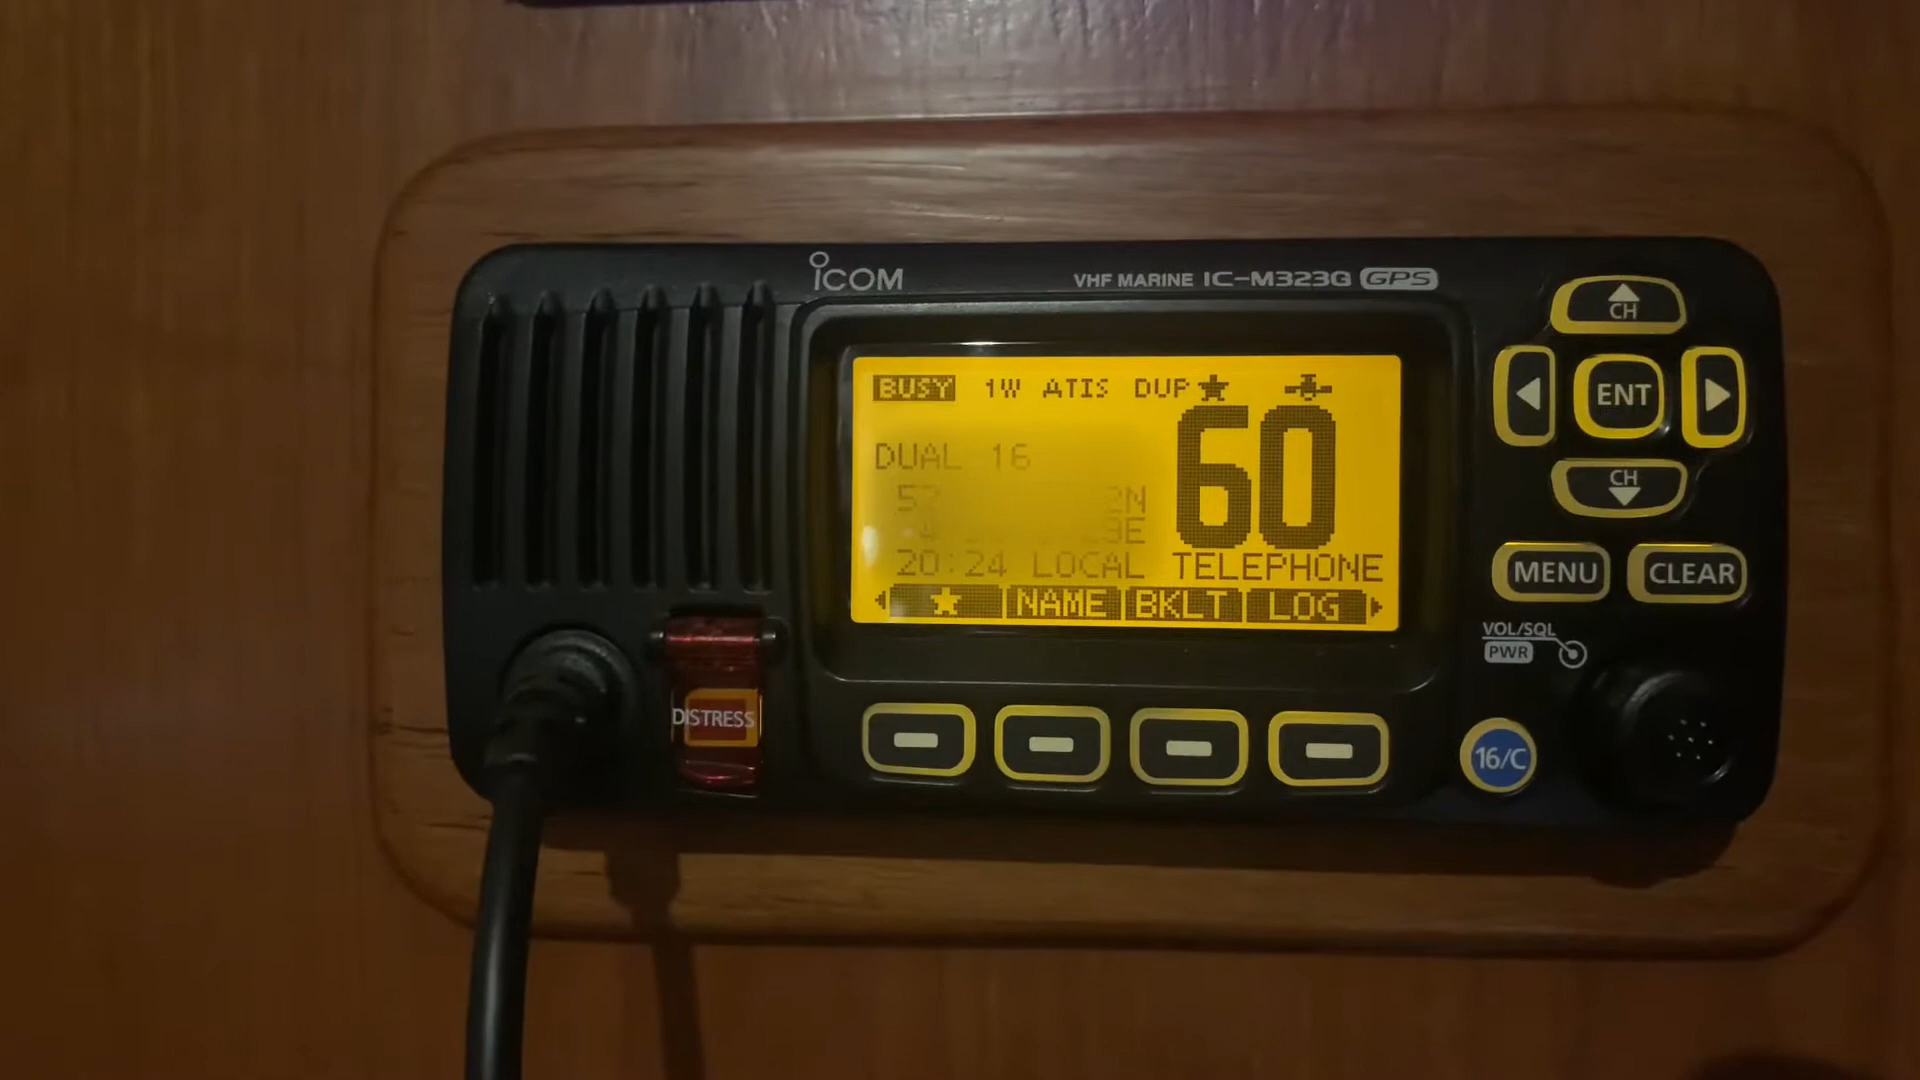 ICOM
VHF MARINE IC-M323G GPS
BUSY 1W ATIS DUP
60
DUAL 16
2N
20:24 LOCAL TELEPHONE
NAME BKLT LOG
CH
ENT
CH
MENU CLEAR
VOL/SQL
PWR
DISTRESS
16/C